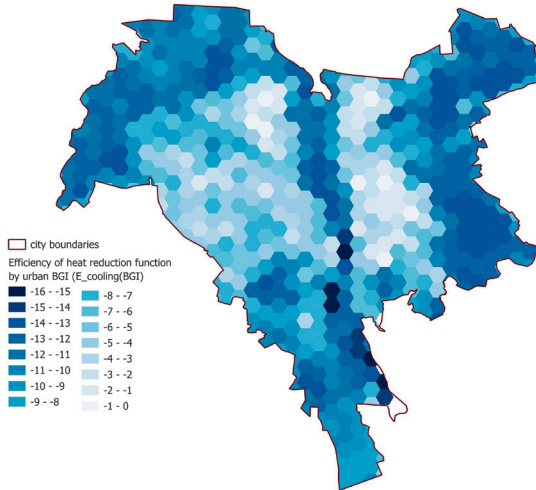 city boundaries
Efficiency of heat reduction function
by urban BGI (E_cooling(BGI)
-16 - -15
-15 - -14
-14 - -13
-13 - -12
-12 - -11
-11 - -10
-10 - -9
-9 - -8
-8 - -7
-7 - -6
-6 - -5
-5 - -4
-4 - -3
-3 - -2
-2 - -1
-1 - 0